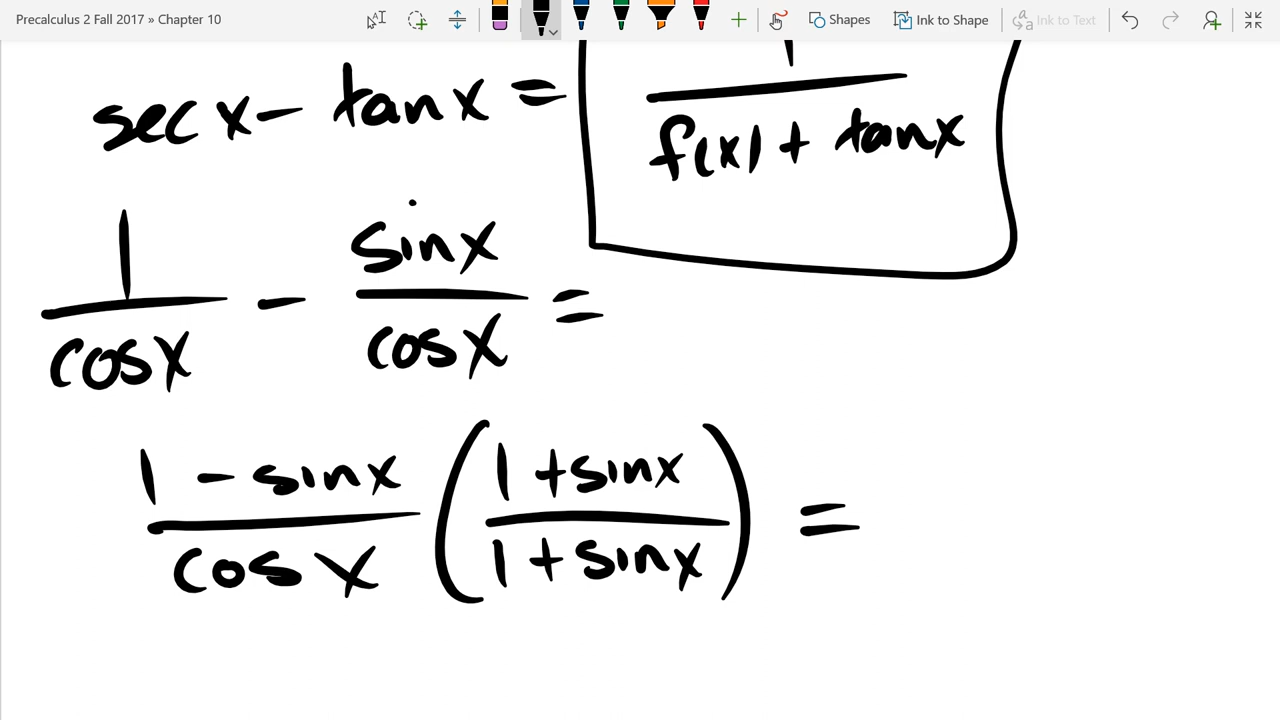 Precalculus 2 Fall 2017 » Chapter 10
Shapes
Ink to Shape
Ink to Text
sec x - tan x = 1 / (f(x) + tan x)
1 / cos x - sin x / cos x =
(1 - sin x) / cos x ((1 + sin x) / (1 + sin x)) =